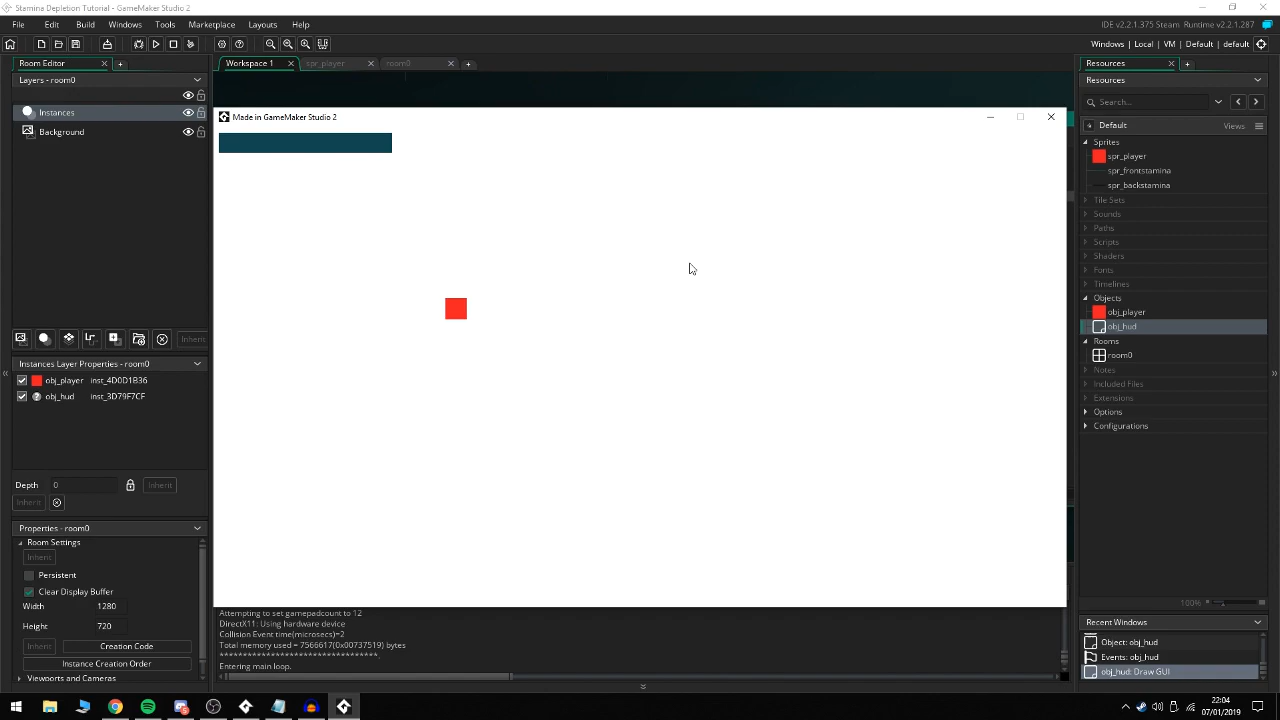 Stamina Depletion Tutorial - GameMaker Studio 2
File Edit Build Windows Tools Marketplace Layouts Help
IDE v2.2.1.375 Steam Runtime v2.2.1.287
Windows | Local | VM | Default | default
Room Editor
Workspace 1
spr_player
room0
Resources
Layers - room0
Resources
Instances
Background
Search...
Made in GameMaker Studio 2
Default
Views
Sprites
spr_player
spr_frontstamina
spr_backstamina
Tile Sets
Sounds
Paths
Scripts
Shaders
Fonts
Timelines
Objects
obj_player
obj_hud
Rooms
room0
Notes
Included Files
Extensions
Options
Configurations
Inherit
Instances Layer Properties - room0
obj_player inst_4D0D1B36
obj_hud inst_3D79F7CF
Depth 0 Inherit
Inherit
Properties - room0
Room Settings
Inherit
Persistent
Clear Display Buffer
Width 1280
Height 720
Inherit Creation Code
Instance Creation Order
Viewports and Cameras
Attempting to set gamepadcount to 12
DirectX11: Using hardware device
Collision Event time(microsecs)=2
Total memory used = 7566617(0x00737519) bytes
**********************************.
Entering main loop.
100%
Recent Windows
Object: obj_hud
Events: obj_hud
obj_hud: Draw GUI
22:04
07/01/2019